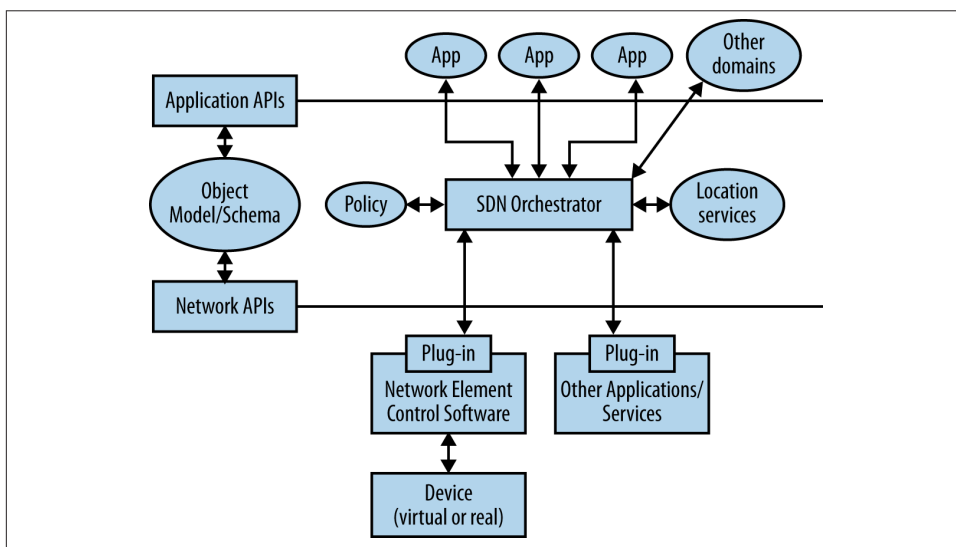 App
App
App
Other
domains
Application APIs
Object
Model/Schema
Policy
SDN Orchestrator
Location
services
Network APIs
Plug-in
Network Element
Control Software
Plug-in
Other Applications/
Services
Device
(virtual or real)